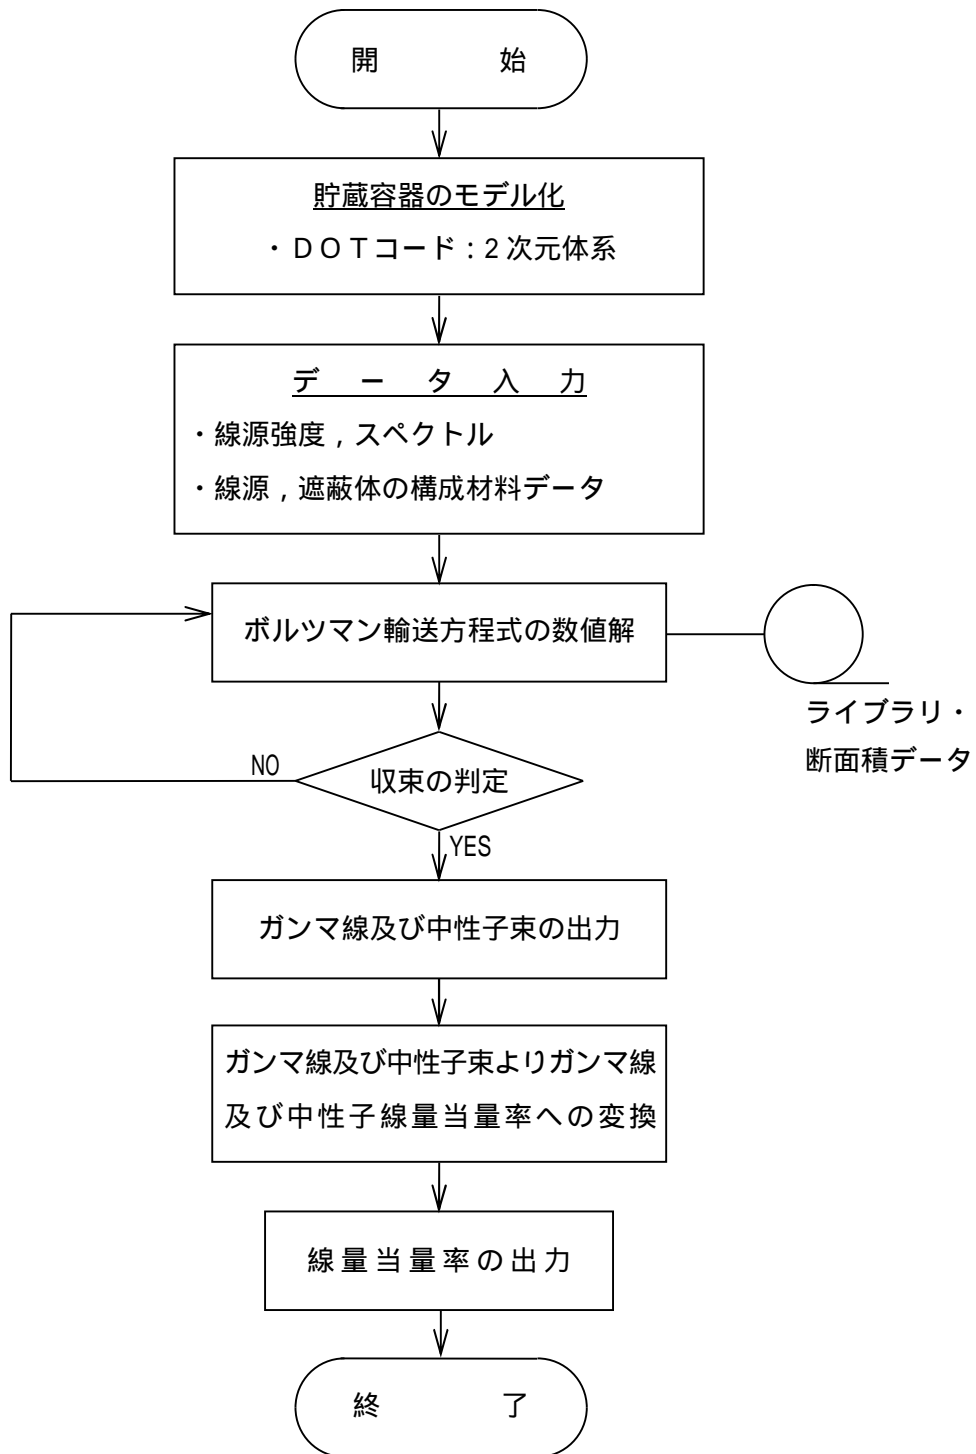 開始
貯蔵容器のモデル化
・DOTコード：2次元体系
データ入力
・線源強度，スペクトル
・線源，遮蔽体の構成材料データ
ボルツマン輸送方程式の数値解
ライブラリ・
断面積データ
収束の判定
NO
YES
ガンマ線及び中性子束の出力
ガンマ線及び中性子束よりガンマ線
及び中性子線量当量率への変換
線量当量率の出力
終了